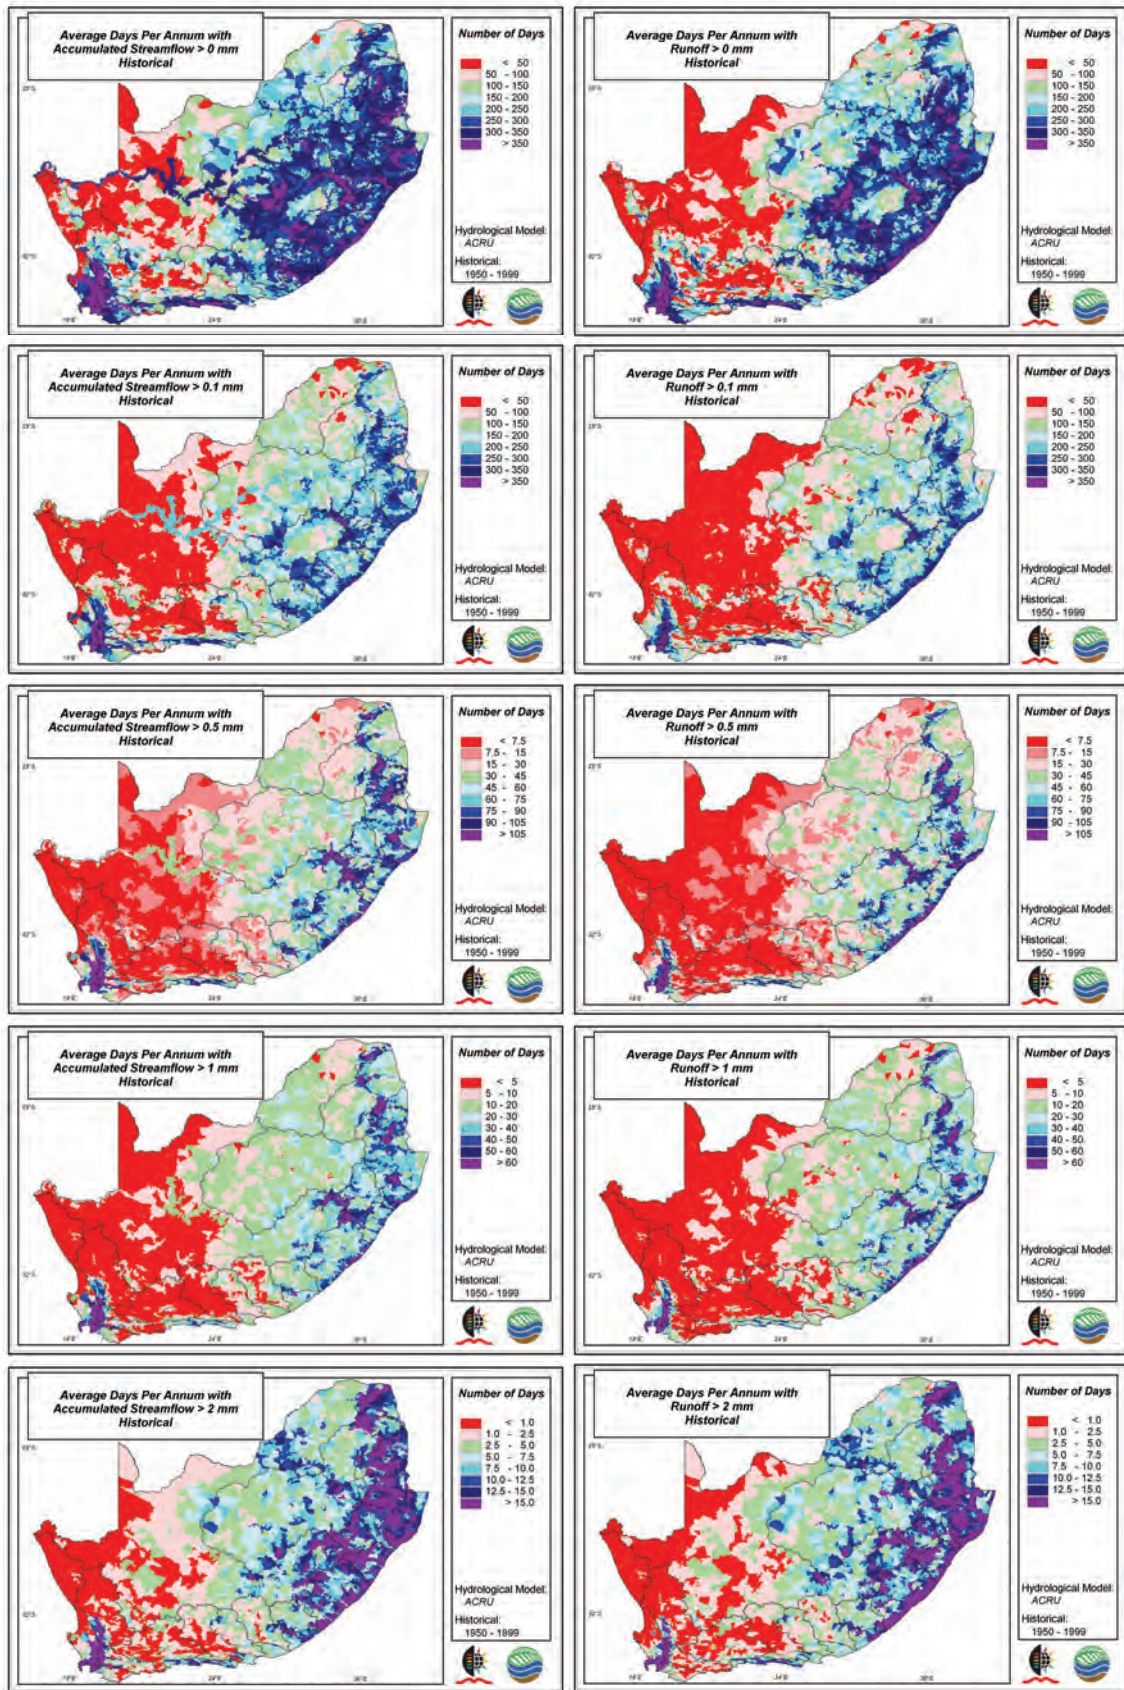 Average Days Per Annum with
Accumulated Streamflow > 0 mm
Historical
Number of Days
< 50
50 - 100
100 - 150
150 - 200
200 - 250
250 - 300
300 - 350
> 350
Hydrological Model:
ACRU
Historical:
1950 - 1999
Average Days Per Annum with
Runoff > 0 mm
Historical
Number of Days
< 50
50 - 100
100 - 150
150 - 200
200 - 250
250 - 300
300 - 350
> 350
Hydrological Model:
ACRU
Historical:
1950 - 1999
Average Days Per Annum with
Accumulated Streamflow > 0.1 mm
Historical
Number of Days
< 50
50 - 100
100 - 150
150 - 200
200 - 250
250 - 300
300 - 350
> 350
Hydrological Model:
ACRU
Historical:
1950 - 1999
Average Days Per Annum with
Runoff > 0.1 mm
Historical
Number of Days
< 50
50 - 100
100 - 150
150 - 200
200 - 250
250 - 300
300 - 350
> 350
Hydrological Model:
ACRU
Historical:
1950 - 1999
Average Days Per Annum with
Accumulated Streamflow > 0.5 mm
Historical
Number of Days
< 7.5
7.5 - 15
15 - 30
30 - 45
45 - 60
60 - 75
75 - 90
90 - 105
> 105
Hydrological Model:
ACRU
Historical:
1950 - 1999
Average Days Per Annum with
Runoff > 0.5 mm
Historical
Number of Days
< 7.5
7.5 - 15
15 - 30
30 - 45
45 - 60
60 - 75
75 - 90
90 - 105
> 105
Hydrological Model:
ACRU
Historical:
1950 - 1999
Average Days Per Annum with
Accumulated Streamflow > 1 mm
Historical
Number of Days
< 5
5 - 10
10 - 20
20 - 30
30 - 40
40 - 50
50 - 60
> 60
Hydrological Model:
ACRU
Historical:
1950 - 1999
Average Days Per Annum with
Runoff > 1 mm
Historical
Number of Days
< 5
5 - 10
10 - 20
20 - 30
30 - 40
40 - 50
50 - 60
> 60
Hydrological Model:
ACRU
Historical:
1950 - 1999
Average Days Per Annum with
Accumulated Streamflow > 2 mm
Historical
Number of Days
< 1.0
1.0 - 2.5
2.5 - 5.0
5.0 - 7.5
7.5 - 10.0
10.0 - 12.5
12.5 - 15.0
> 15.0
Hydrological Model:
ACRU
Historical:
1950 - 1999
Average Days Per Annum with
Runoff > 2 mm
Historical
Number of Days
< 1.0
1.0 - 2.5
2.5 - 5.0
5.0 - 7.5
7.5 - 10.0
10.0 - 12.5
12.5 - 15.0
> 15.0
Hydrological Model:
ACRU
Historical:
1950 - 1999